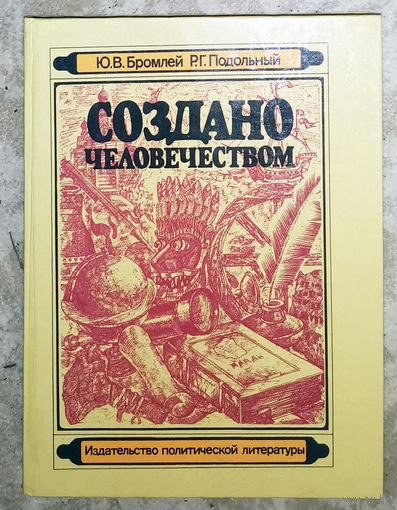 Ю.В.Бромлей Р.Г.Подольный
СОЗДАНО
ЧЕЛОВЕЧЕСТВОМ
Издательство политической литературы